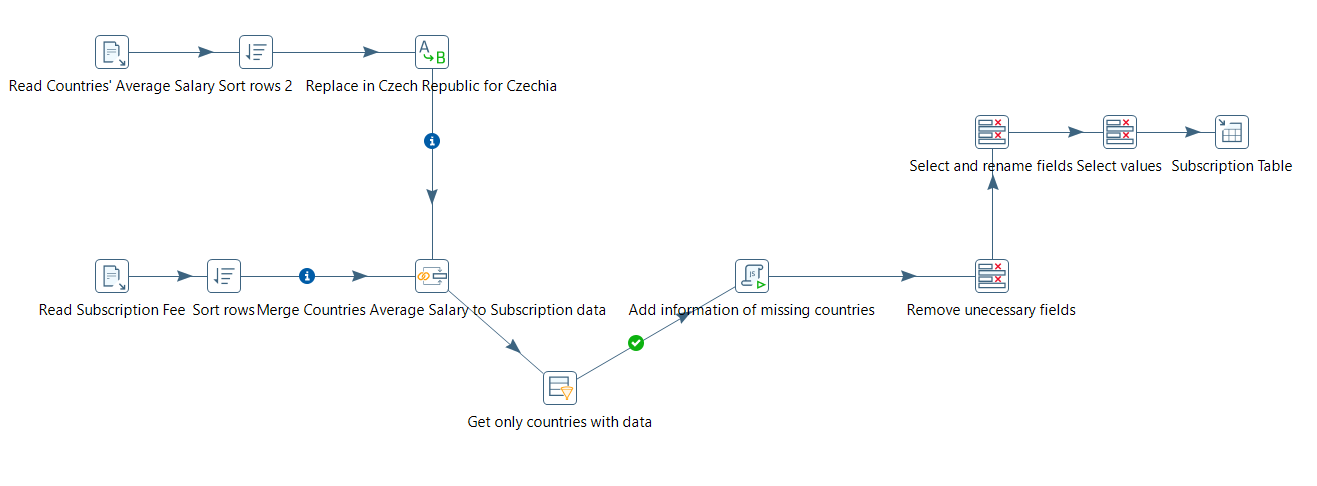 A
B
Read Countries' Average Salary
Sort rows 2
Replace in Czech Republic for Czechia
Select and rename fields
Select values
Subscription Table
JS
Read Subscription Fee
Sort rows
Merge Countries Average Salary to Subscription data
Add information of missing countries
Remove unecessary fields
Get only countries with data